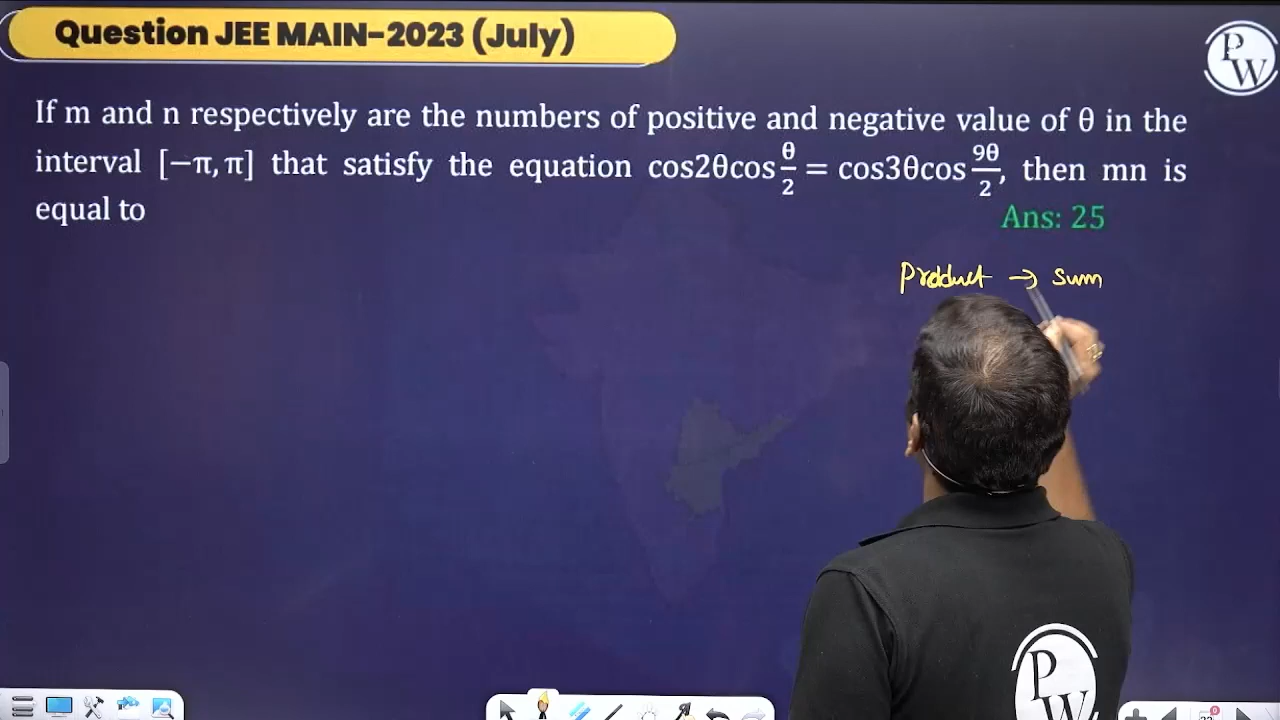 Question JEE MAIN-2023 (July)
PW
If m and n respectively are the numbers of positive and negative value of θ in the
interval [−π, π] that satisfy the equation cos2θcos θ/2 = cos3θcos 9θ/2, then mn is
equal to
Ans: 25
Product → Sum
PW